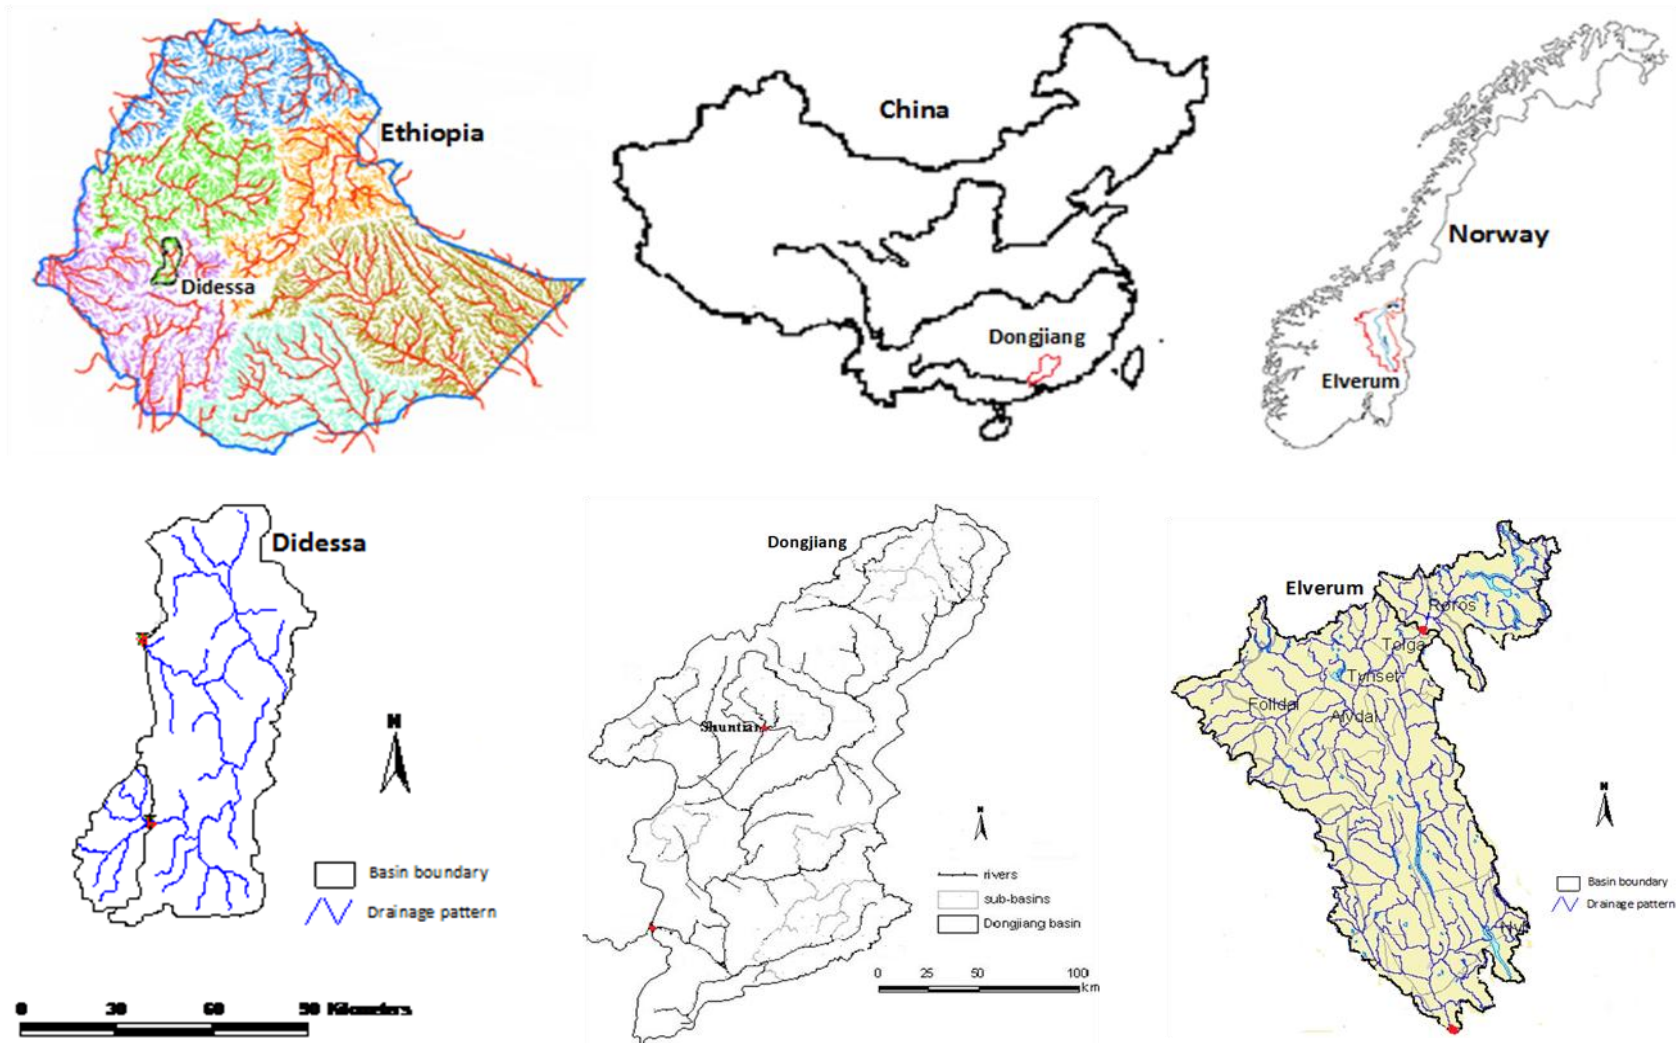 Ethiopia
Didessa
China
Dongjiang
Norway
Elverum
Didessa
N
Basin boundary
Drainage pattern
0 30 60 90 Kilometers
Dongjiang
Shuntian
N
rivers
sub-basins
Dongjiang basin
0 25 50 100
km
Elverum
Røros
Tolga
Tynset
Folldal
Alvdal
N
Basin boundary
Drainage pattern